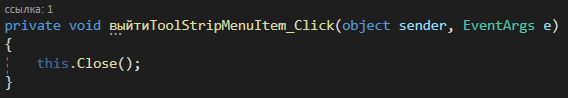 ссылка: 1
private void выйтиToolStripMenuItem_Click(object sender, EventArgs e)
{
    this.Close();
}